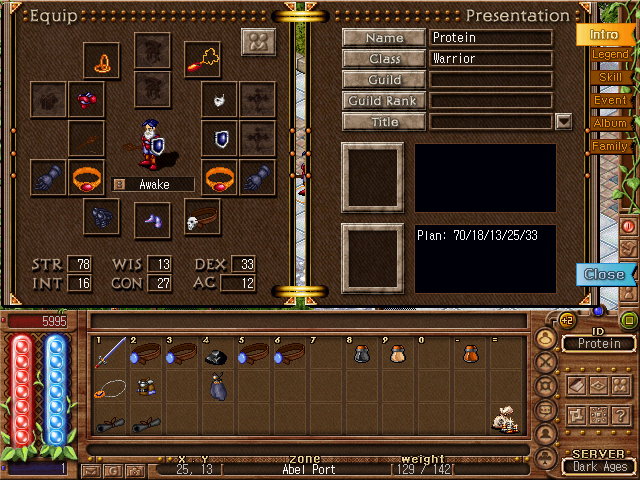 Equip
Presentation
Name Protein
Class Warrior
Guild
Guild Rank
Title
Intro
Legend
Skill
Event
Album
Family
Awake
Plan: 70/18/13/25/33
STR 78 WIS 13 DEX 33
INT 16 CON 27 AC 12
Close
5995
1 2 3 4 5 6 7 8 9 0 - =
+2
ID
Protein
G
?
1
x y zone weight
25, 13 [ Abel Port [129 / 142[
SERVER
Dark Ages